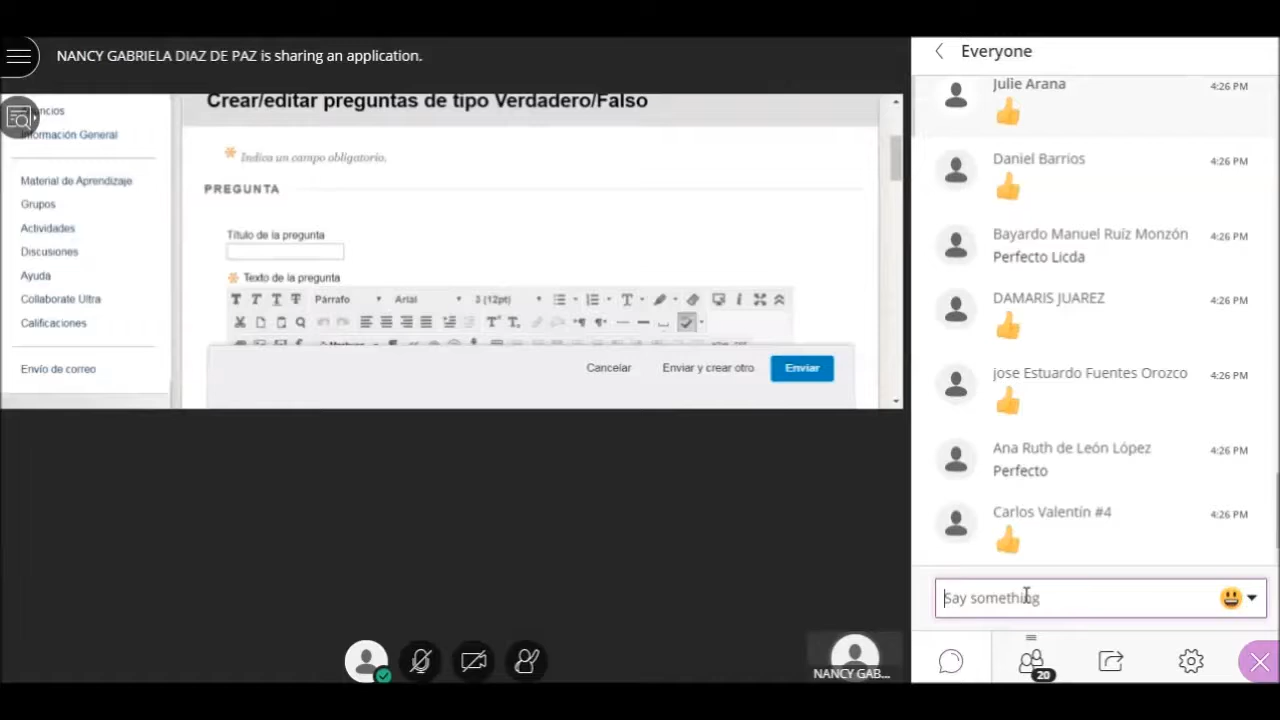 NANCY GABRIELA DIAZ DE PAZ is sharing an application.
Crear/editar preguntas de tipo Verdadero/Falso
Información General
Material de Aprendizaje
Grupos
Actividades
Discusiones
Ayuda
Collaborate Ultra
Calificaciones
Envío de correo
Indica un campo obligatorio.
PREGUNTA
Título de la pregunta
Texto de la pregunta
Párrafo
Arial
3 (12pt)
Cancelar
Enviar y crear otro
Enviar
NANCY GAB...
Everyone
Julie Arana 4:26 PM
Daniel Barrios 4:26 PM
Bayardo Manuel Ruíz Monzón 4:26 PM
Perfecto Licda
DAMARIS JUAREZ 4:26 PM
jose Estuardo Fuentes Orozco 4:26 PM
Ana Ruth de León López 4:26 PM
Perfecto
Carlos Valentín #4 4:26 PM
Say something
20